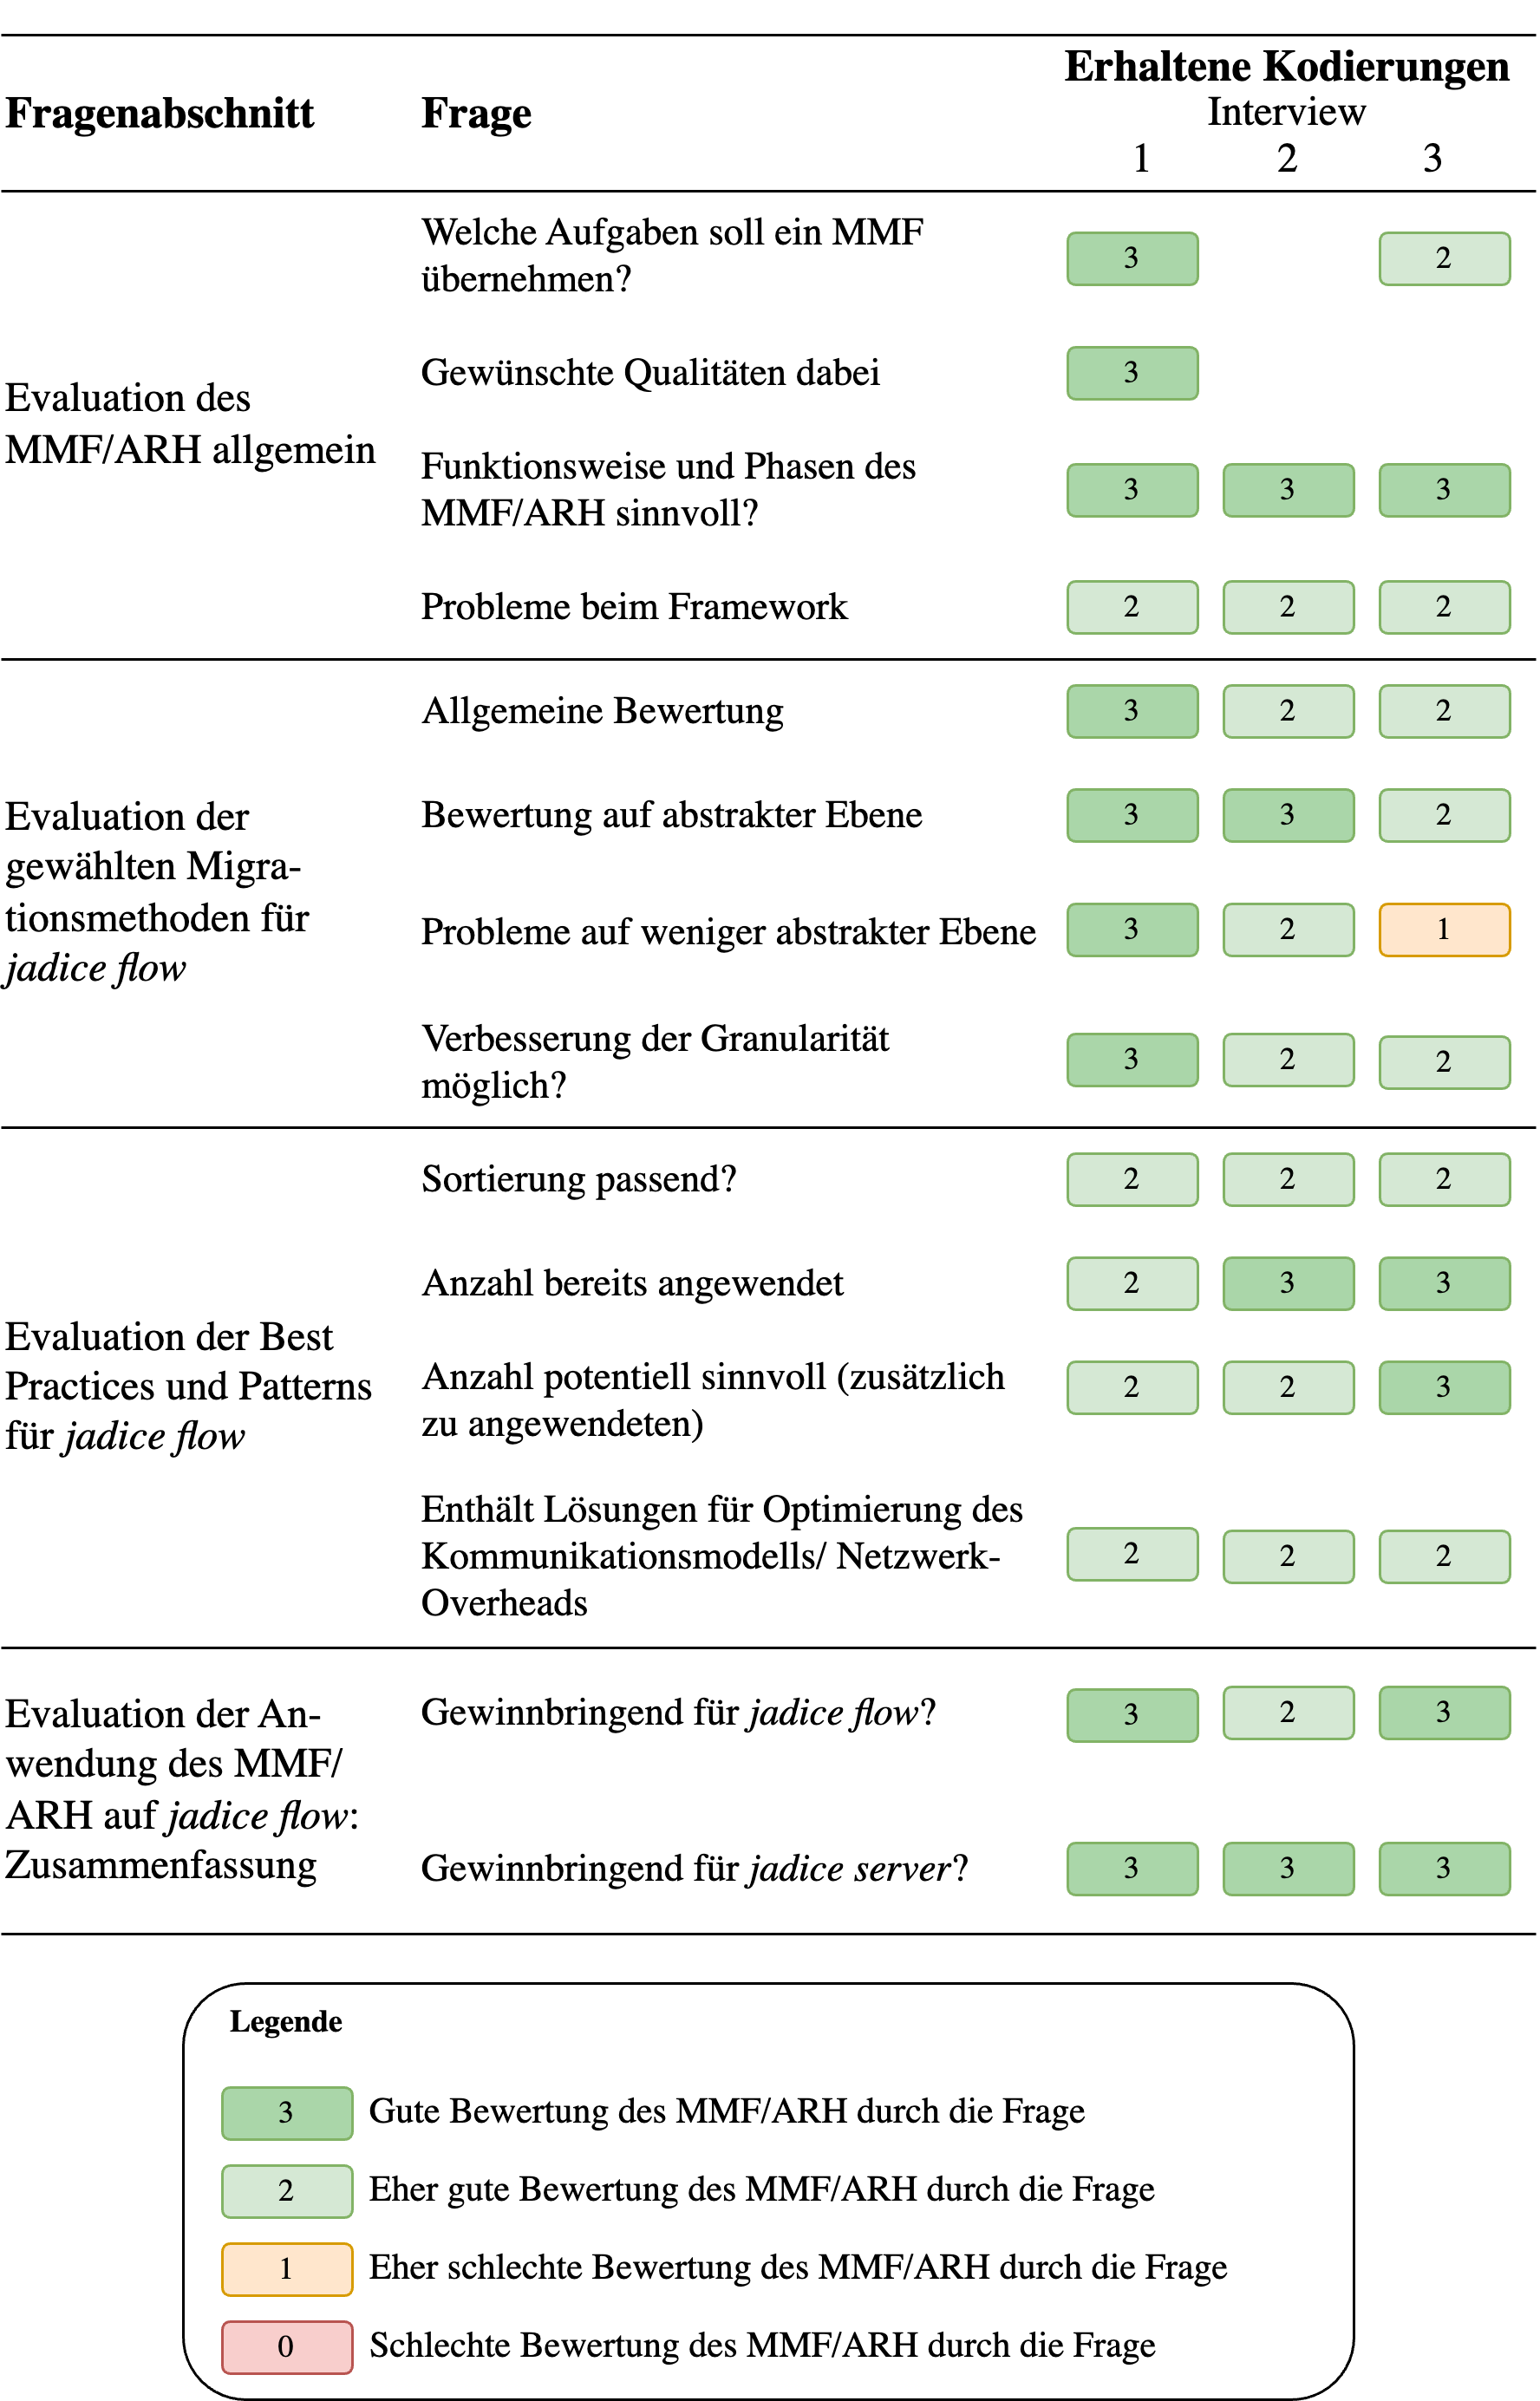 Erhaltene Kodierungen
Fragenabschnitt Frage Interview
1 2 3
Welche Aufgaben soll ein MMF
übernehmen?
3 2
Gewünschte Qualitäten dabei
3
Evaluation des
MMF/ARH allgemein
Funktionsweise und Phasen des
MMF/ARH sinnvoll?
3 3 3
Probleme beim Framework
2 2 2
Allgemeine Bewertung
3 2 2
Evaluation der
gewählten Migra-
tionsmethoden für
jadice flow
Bewertung auf abstrakter Ebene
3 3 2
Probleme auf weniger abstrakter Ebene
3 2 1
Verbesserung der Granularität
möglich?
3 2 2
Sortierung passend?
2 2 2
Anzahl bereits angewendet
2 3 3
Evaluation der Best
Practices und Patterns
für jadice flow
Anzahl potentiell sinnvoll (zusätzlich
zu angewendeten)
2 2 3
Enthält Lösungen für Optimierung des
Kommunikationsmodells/ Netzwerk-
Overheads
2 2 2
Evaluation der An-
wendung des MMF/
ARH auf jadice flow:
Zusammenfassung
Gewinnbringend für jadice flow?
3 2 3
Gewinnbringend für jadice server?
3 3 3
Legende
3 Gute Bewertung des MMF/ARH durch die Frage
2 Eher gute Bewertung des MMF/ARH durch die Frage
1 Eher schlechte Bewertung des MMF/ARH durch die Frage
0 Schlechte Bewertung des MMF/ARH durch die Frage